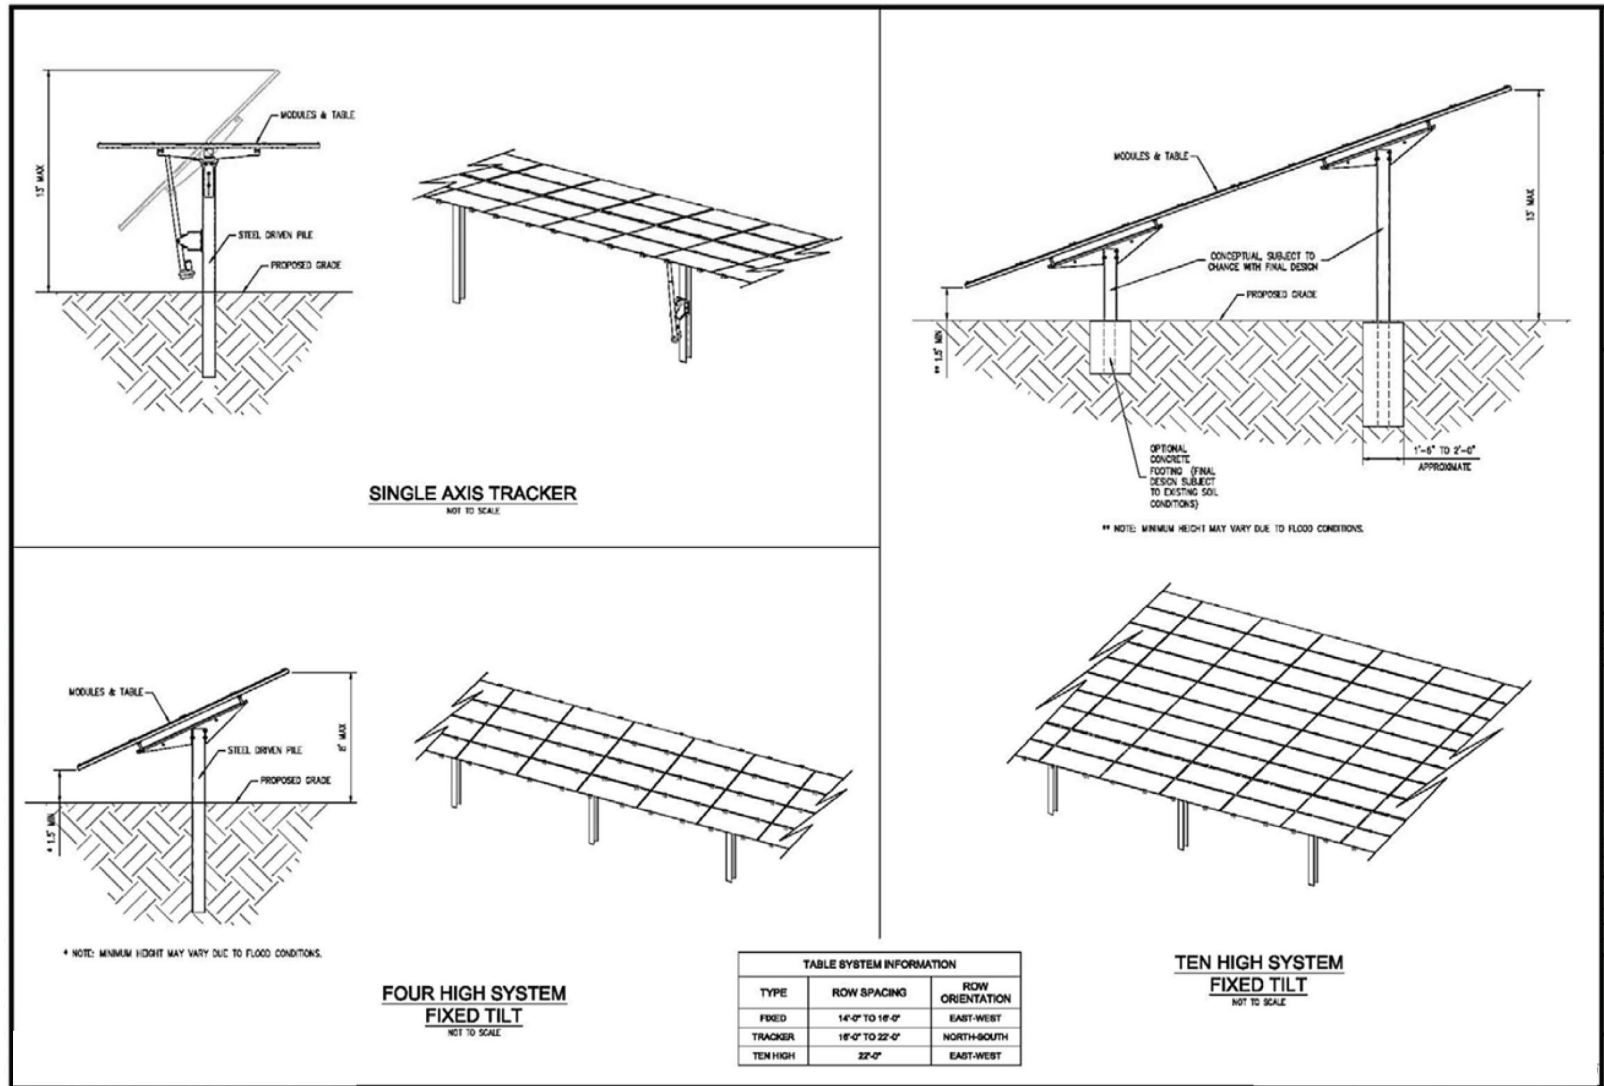 13' MAX
MODULES & TABLE
STEEL DRIVEN PILE
PROPOSED GRADE
SINGLE AXIS TRACKER
NOT TO SCALE
MODULES & TABLE
13' MAX
CONCEPTUAL, SUBJECT TO
CHANCE WITH FINAL DESIGN
PROPOSED GRADE
** 1.5' MIN
OPTIONAL
CONCRETE
FOOTING (FINAL
DESIGN SUBJECT
TO EXISTING SOIL
CONDITIONS)
1'-6" TO 2'-0"
APPROXIMATE
** NOTE: MINIMUM HEIGHT MAY VARY DUE TO FLOOD CONDITIONS.
MODULES & TABLE
8' MAX
STEEL DRIVEN PILE
PROPOSED GRADE
* 1.5' MIN
* NOTE: MINIMUM HEIGHT MAY VARY DUE TO FLOOD CONDITIONS.
FOUR HIGH SYSTEM
FIXED TILT
NOT TO SCALE
TABLE SYSTEM INFORMATION
TYPE ROW SPACING ROW ORIENTATION
FIXED 14'-0" TO 16'-0" EAST-WEST
TRACKER 16'-0" TO 22'-0" NORTH-SOUTH
TEN HIGH 22'-0" EAST-WEST
TEN HIGH SYSTEM
FIXED TILT
NOT TO SCALE